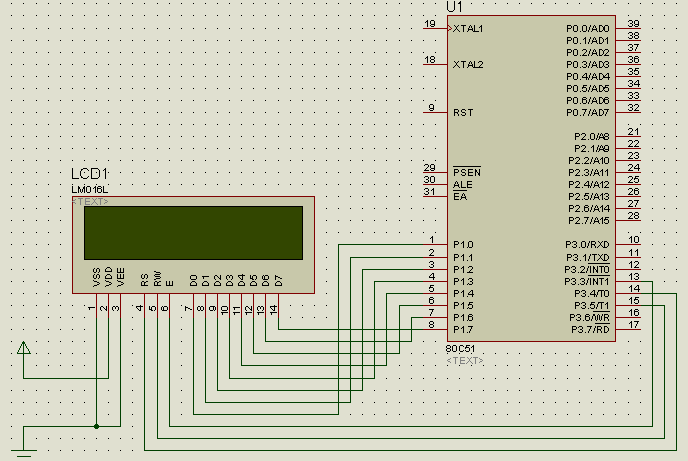 U1
19 XTAL1 P0.0/AD0 39
P0.1/AD1 38
P0.2/AD2 37
18 XTAL2 P0.3/AD3 36
P0.4/AD4 35
P0.5/AD5 34
P0.6/AD6 33
9 RST P0.7/AD7 32
P2.0/A8 21
P2.1/A9 22
P2.2/A10 23
29 PSEN P2.3/A11 24
30 ALE P2.4/A12 25
31 EA P2.5/A13 26
P2.6/A14 27
P2.7/A15 28
1 P1.0 P3.0/RXD 10
2 P1.1 P3.1/TXD 11
3 P1.2 P3.2/INT0 12
4 P1.3 P3.3/INT1 13
5 P1.4 P3.4/T0 14
6 P1.5 P3.5/T1 15
7 P1.6 P3.6/WR 16
8 P1.7 P3.7/RD 17
80C51
<TEXT>
LCD1
LM016L
<TEXT>
VSS VDD VEE RS RW E D0 D1 D2 D3 D4 D5 D6 D7
1 2 3 4 5 6 7 8 9 10 11 12 13 14